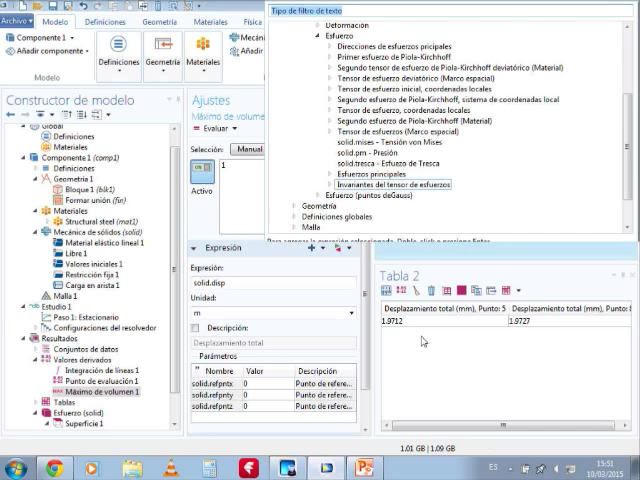 Tipo de filtro de texto
Archivo
Modelo
Definiciones
Geometría
Materiales
Física
Componente 1
Añadir componente
Modelo
Definiciones
Geometría
Materiales
Mecánic
Añadir
Deformación
Esfuerzo
Direcciones de esfuerzos pricipales
Primer esfuerzo de Piola-Kirchhoff
Segundo tensor esfuerzo de Piola-Kirchhoff deviatórico (Material)
Tensor de esfuerzo deviatórico (Marco espacial)
Tensor de esfuerzo inicial, coordenadas locales
Segundo esfuerzo de Piola-Kirchhoff, sistema de coordenadas local
Segundo esfuerzo de Piola-Kirchhoff (Material)
Tensor de esfuerzos (Marco espacial)
solid.mises - Tensión von Mises
solid.pm - Presión
solid.tresca - Esfuezo de Tresca
Esfuerzos principales
Invariantes del tensor de esfuerzos
Esfuerzo (puntos deGauss)
Geometría
Definiciones globales
Malla
Constructor de modelo
Global
Definiciones
Materiales
Componente 1 (comp1)
Definiciones
Geometría 1
Bloque 1 (blk1)
Formar unión (fin)
Materiales
Structural steel (mat1)
Mecánica de sólidos (solid)
Material elástico lineal 1
Libre 1
Valores iniciales 1
Restricción fija 1
Carga en arista 1
Malla 1
Estudio 1
Paso 1: Estacionario
Configuraciones del resolvedor
Resultados
Conjuntos de datos
Valores derivados
Integración de líneas 1
Punto de evaluación 1
Máximo de volumen 1
Tablas
Esfuerzo (solid)
Superficie 1
Ajustes
Máximo de volume
Evaluar
Selección:
Manual
Activo
1
Expresión
Expresión:
solid.disp
Unidad:
m
Descripción:
Desplazamiento total
Parámetros
Nombre
Valor
Descripción
solid.refpntx
0
Punto de refere...
solid.refpnty
0
Punto de refere...
solid.refpntz
0
Punto de refere...
Tabla 2
Desplazamiento total (mm), Punto: 5
Desplazamiento total (mm), Punto:
1.9712
1.9727
1.01 GB | 1.09 GB
ES
15:51
10/03/2015